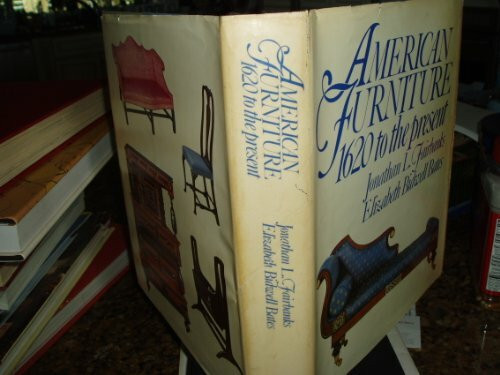 AMERICAN
FURNITURE
1620 to the present
Jonathan L. Fairbanks
Elizabeth Bidwell Bates
AMERICAN
FURNITURE
1620 to the present
Jonathan L. Fairbanks
Elizabeth Bidwell Bates